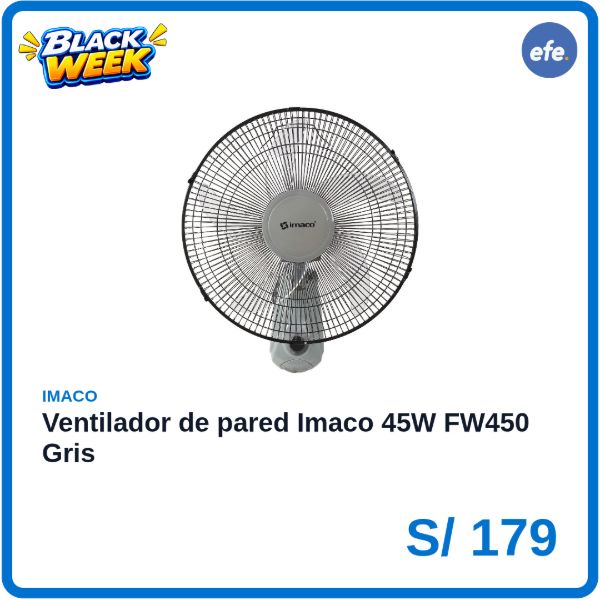 BLACK
WEEK
efe.
imaco
IMACO
Ventilador de pared Imaco 45W FW450
Gris
S/ 179